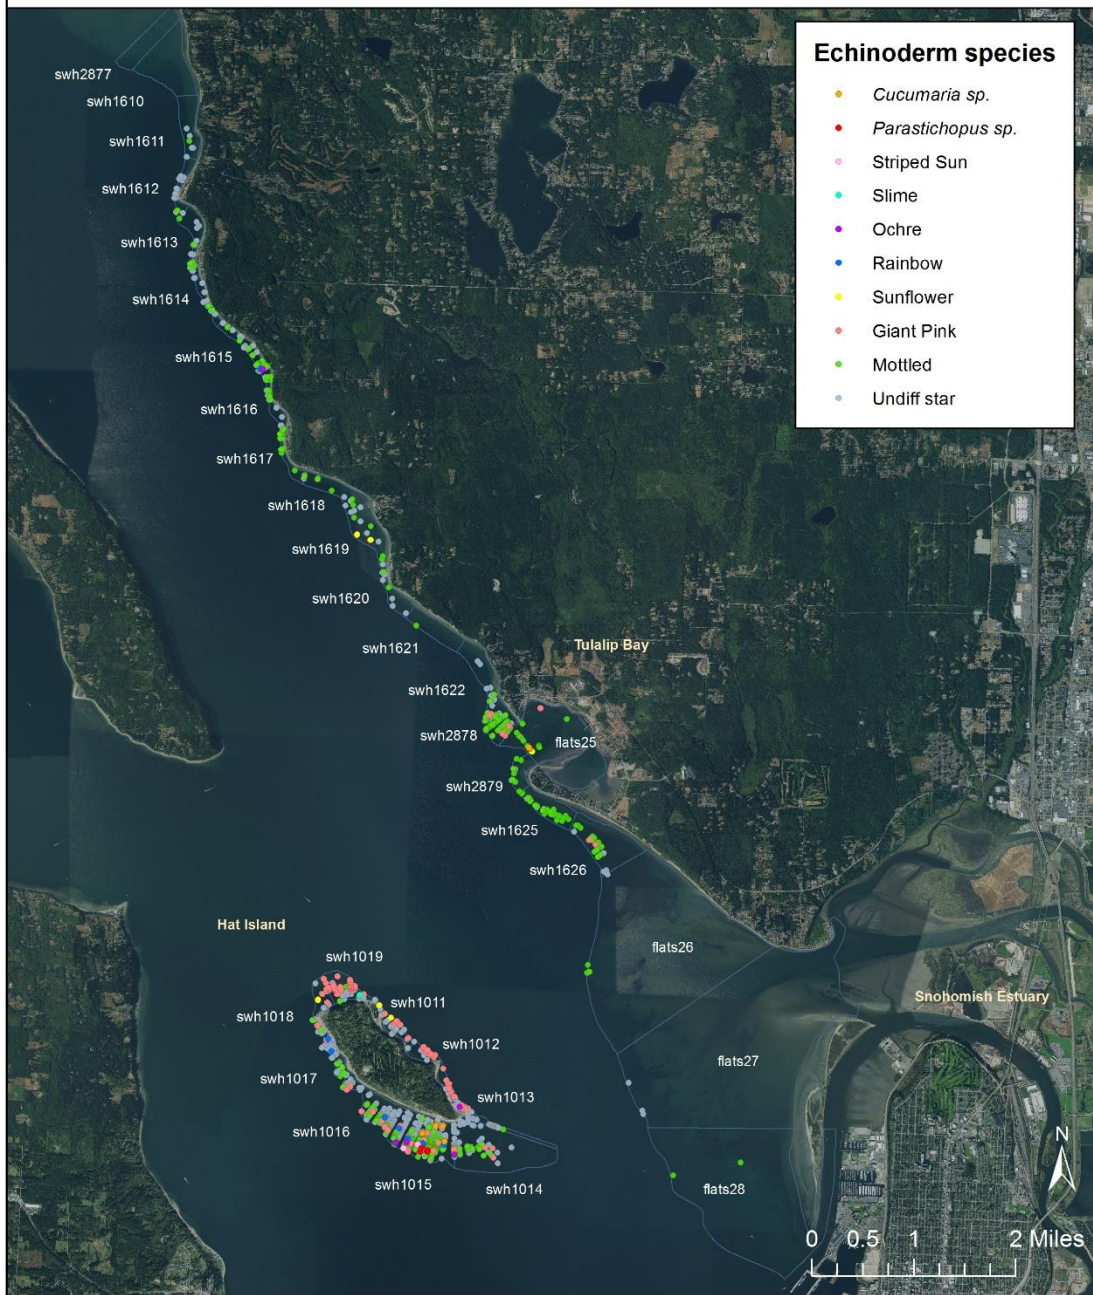 Echinoderm species
Cucumaria sp.
Parastichopus sp.
Striped Sun
Slime
Ochre
Rainbow
Sunflower
Giant Pink
Mottled
Undiff star
swh2877
swh1610
swh1611
swh1612
swh1613
swh1614
swh1615
swh1616
swh1617
swh1618
swh1619
swh1620
swh1621
Tulalip Bay
swh1622
swh2878
flats25
swh2879
swh1625
swh1626
Hat Island
flats26
swh1019
swh1011
Snohomish Estuary
swh1018
swh1012
flats27
swh1017
swh1013
swh1016
N
swh1015
swh1014
flats28
0 0.5 1 2 Miles